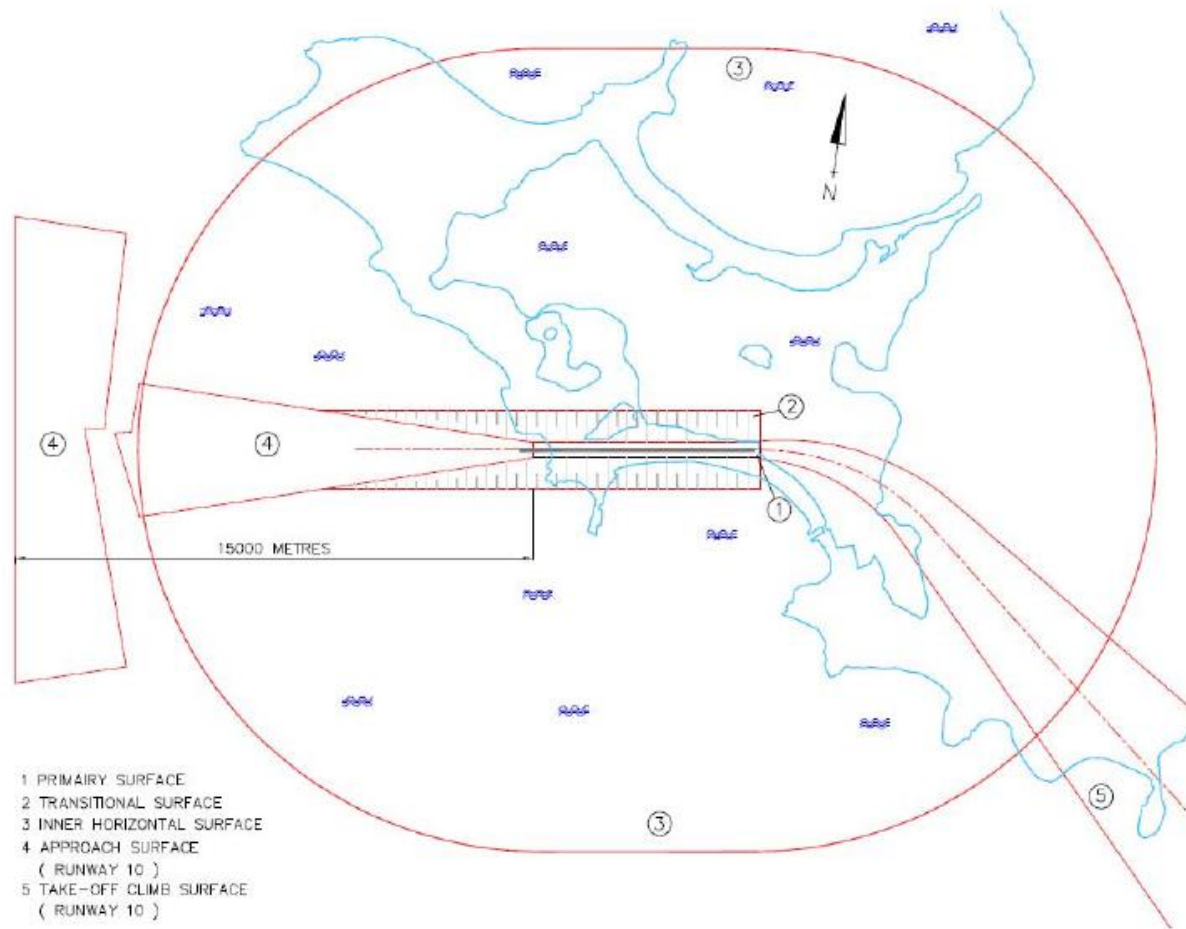 3
N
2
4
4
1
15000 METRES
5
3
1 PRIMAIRY SURFACE
2 TRANSITIONAL SURFACE
3 INNER HORIZONTAL SURFACE
4 APPROACH SURFACE
( RUNWAY 10 )
5 TAKE-OFF CLIMB SURFACE
( RUNWAY 10 )